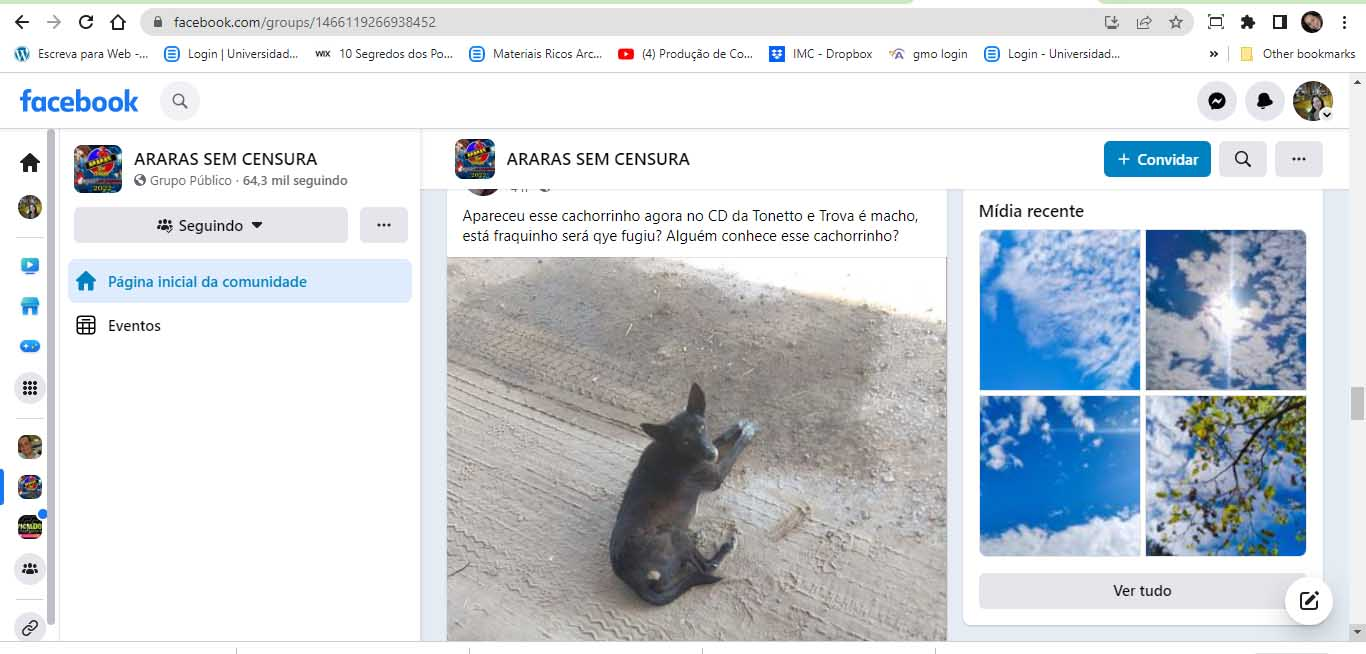 facebook.com/groups/1466119266938452
Escreva para Web -...
Login | Universidad...
WIX
10 Segredos dos Po...
Materiais Ricos Arc...
(4) Produção de Co...
IMC - Dropbox
gmo login
Login - Universidad...
»
Other bookmarks
facebook
ARARAS SEM CENSURA
Grupo Público · 64,3 mil seguindo
Seguindo
Página inicial da comunidade
Eventos
ARARAS SEM CENSURA
+ Convidar
Apareceu esse cachorrinho agora no CD da Tonetto e Trova é macho,
está fraquinho será qye fugiu? Alguém conhece esse cachorrinho?
Mídia recente
Ver tudo